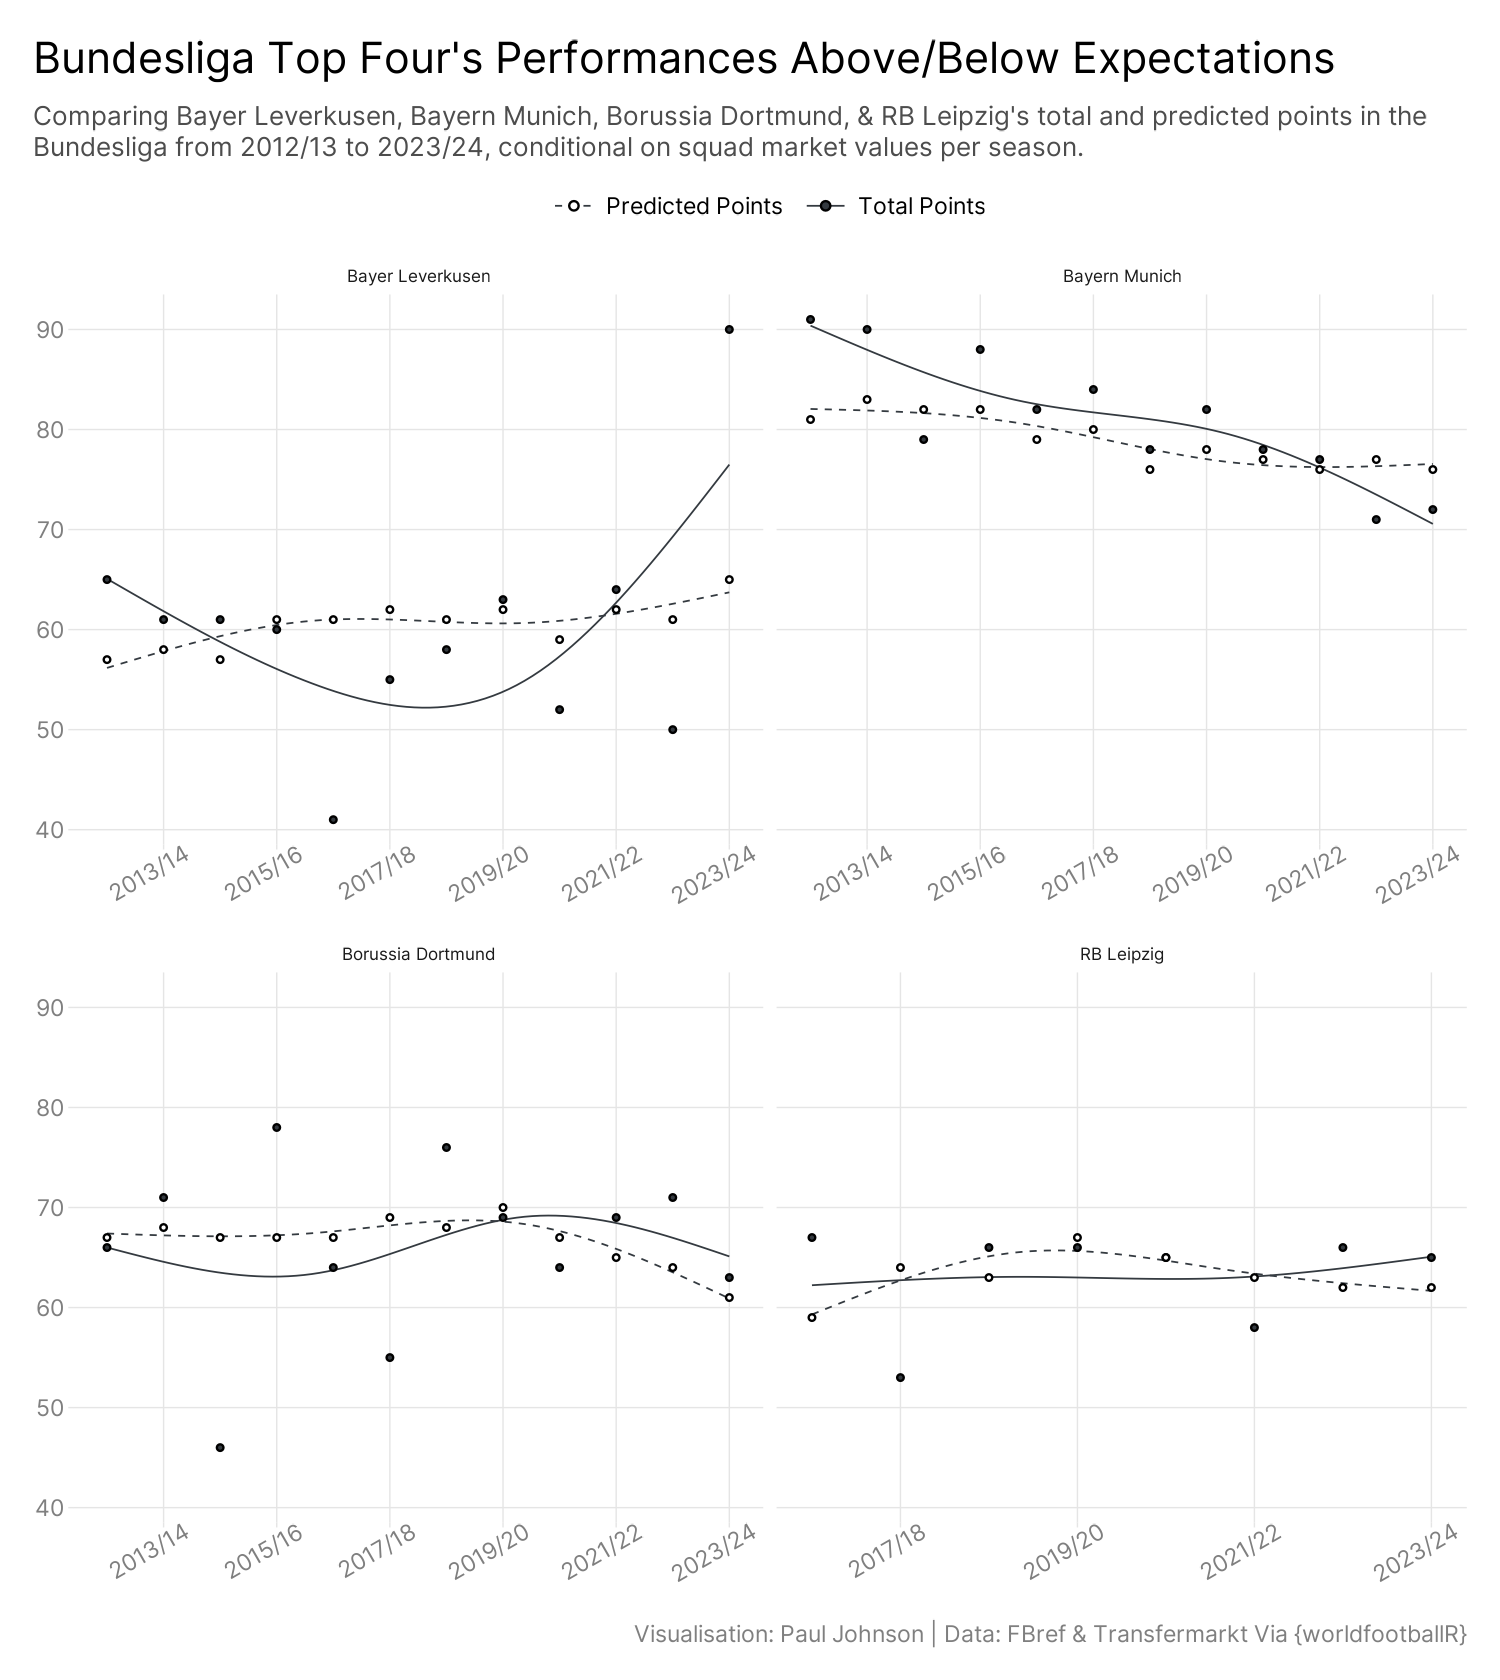 Bundesliga Top Four's Performances Above/Below Expectations
Comparing Bayer Leverkusen, Bayern Munich, Borussia Dortmund, & RB Leipzig's total and predicted points in the
Bundesliga from 2012/13 to 2023/24, conditional on squad market values per season.
Predicted Points Total Points
Bayer Leverkusen
90
80
70
60
50
40
2013/14 2015/16 2017/18 2019/20 2021/22 2023/24
Bayern Munich
2013/14 2015/16 2017/18 2019/20 2021/22 2023/24
Borussia Dortmund
90
80
70
60
50
40
2013/14 2015/16 2017/18 2019/20 2021/22 2023/24
RB Leipzig
2017/18 2019/20 2021/22 2023/24
Visualisation: Paul Johnson | Data: FBref & Transfermarkt Via {worldfootballR}